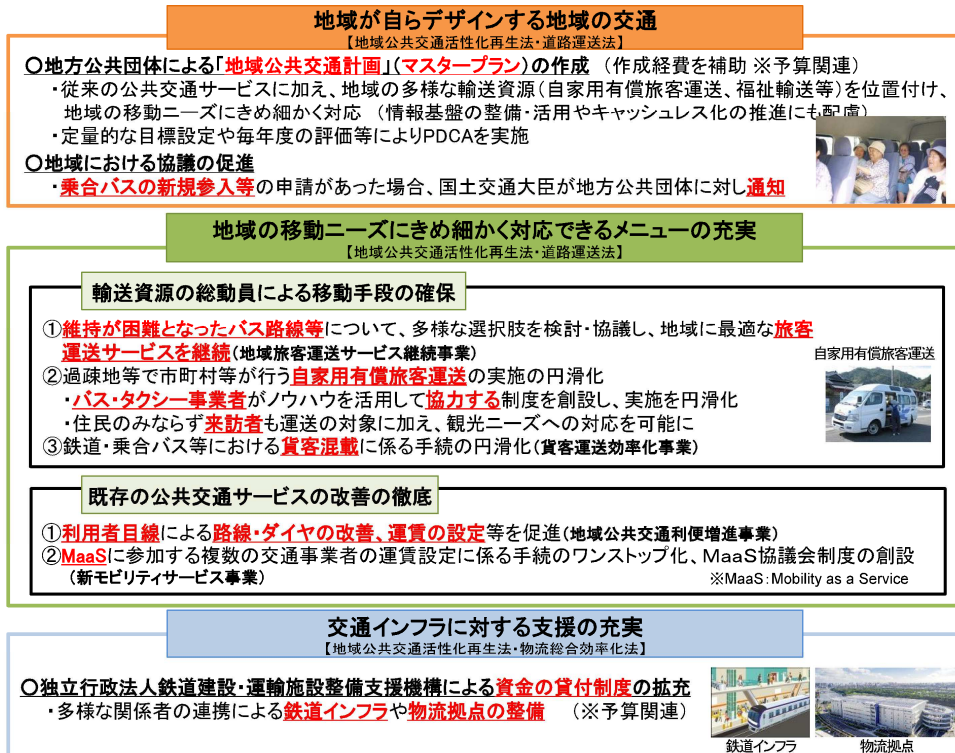 地域が自らデザインする地域の交通
【地域公共交通活性化再生法・道路運送法】
〇地方公共団体による「地域公共交通計画」(マスタープラン)の作成 (作成経費を補助 ※予算関連)
・従来の公共交通サービスに加え、地域の多様な輸送資源(自家用有償旅客運送、福祉輸送等)を位置付け、
地域の移動ニーズにきめ細かく対応 (情報基盤の整備・活用やキャッシュレス化の推進にも配慮)
・定量的な目標設定や毎年度の評価等によりPDCAを実施
〇地域における協議の促進
・乗合バスの新規参入等の申請があった場合、国土交通大臣が地方公共団体に対し通知
地域の移動ニーズにきめ細かく対応できるメニューの充実
【地域公共交通活性化再生法・道路運送法】
輸送資源の総動員による移動手段の確保
①維持が困難となったバス路線等について、多様な選択肢を検討・協議し、地域に最適な旅客
運送サービスを継続(地域旅客運送サービス継続事業)
自家用有償旅客運送
②過疎地等で市町村等が行う自家用有償旅客運送の実施の円滑化
・バス・タクシー事業者がノウハウを活用して協力する制度を創設し、実施を円滑化
・住民のみならず来訪者も運送の対象に加え、観光ニーズへの対応を可能に
③鉄道・乗合バス等における貨客混載に係る手続の円滑化(貨客運送効率化事業)
既存の公共交通サービスの改善の徹底
①利用者目線による路線・ダイヤの改善、運賃の設定等を促進(地域公共交通利便増進事業)
②MaaSに参加する複数の交通事業者の運賃設定に係る手続のワンストップ化、MaaS協議会制度の創設
(新モビリティサービス事業)
※MaaS:Mobility as a Service
交通インフラに対する支援の充実
【地域公共交通活性化再生法・物流総合効率化法】
〇独立行政法人鉄道建設・運輸施設整備支援機構による資金の貸付制度の拡充
・多様な関係者の連携による鉄道インフラや物流拠点の整備 (※予算関連)
鉄道インフラ
物流拠点